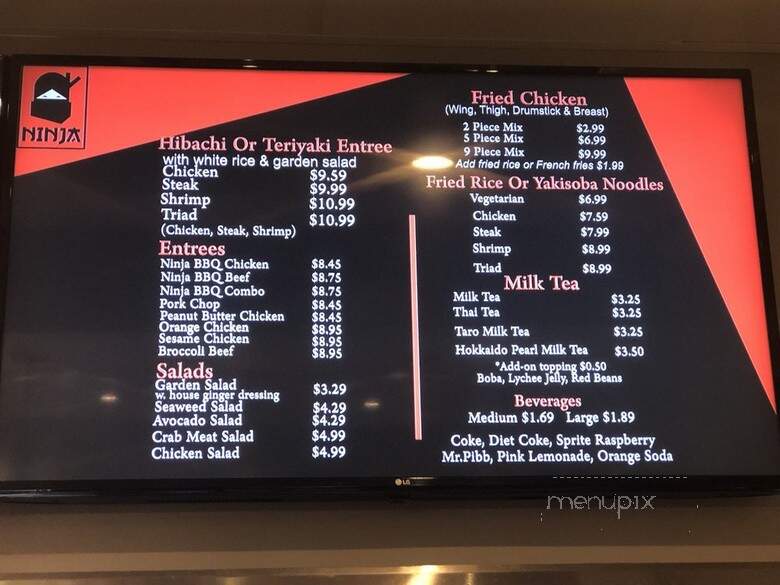 NINJA
Hibachi Or Teriyaki Entree
with white rice & garden salad
Chicken $9.59
Steak $9.99
Shrimp $10.99
Triad $10.99
(Chicken, Steak, Shrimp)
Entrees
Ninja BBQ Chicken $8.45
Ninja BBQ Beef $8.75
Ninja BBQ Combo $8.75
Pork Chop $8.45
Peanut Butter Chicken $8.45
Orange Chicken $8.95
Sesame Chicken $8.95
Broccoli Beef $8.95
Salads
Garden Salad $3.29
w. house ginger dressing
Seaweed Salad $4.29
Avocado Salad $4.29
Crab Meat Salad $4.99
Chicken Salad $4.99
Fried Chicken
(Wing, Thigh, Drumstick & Breast)
2 Piece Mix $2.99
5 Piece Mix $6.99
9 Piece Mix $9.99
Add fried rice or French fries $1.99
Fried Rice Or Yakisoba Noodles
Vegetarian $6.99
Chicken $7.59
Steak $7.99
Shrimp $8.99
Triad $8.99
Milk Tea
Milk Tea $3.25
Thai Tea $3.25
Taro Milk Tea $3.25
Hokkaido Pearl Milk Tea $3.50
*Add-on topping $0.50
Boba, Lychee Jelly, Red Beans
Beverages
Medium $1.69 Large $1.89
Coke, Diet Coke, Sprite Raspberry
Mr.Pibb, Pink Lemonade, Orange Soda
LG
menupix